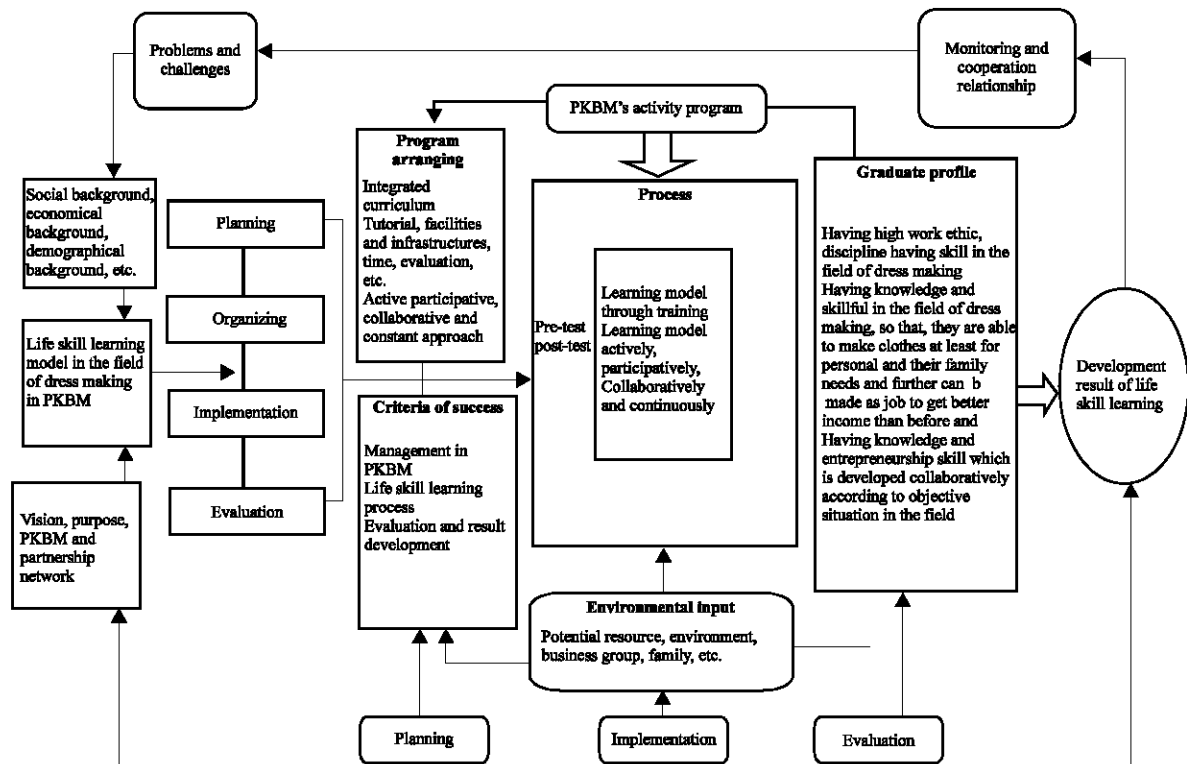 Problems and
challenges
Monitoring and
cooperation
relationship
PKBM's activity program
Program
arranging
Integrated
curriculum
Tutorial, facilities
and infrastructures,
time, evaluation,
etc.
Active participative,
collaborative and
constant approach
Process
Graduate profile
Social background,
economical
background,
demographical
background, etc.
Planning
Organizing
Implementation
Evaluation
Life skill learning
model in the field
of dress making
in PKBM
Vision, purpose,
PKBM and
partnership
network
Pre-test
post-test
Learning model
through training
Learning model
actively,
participatively,
Collaboratively
and continuously
Having high work ethic,
discipline having skill in the
field of dress making
Having knowledge and
skillful in the field of dress
making, so that, they are able
to make clothes at least for
personal and their family
needs and further can b
made as job to get better
income than before and
Having knowledge and
entrepreneurship skill which
is developed collaboratively
according to objective
situation in the field
Development
result of life
skill learning
Criteria of success
Management in
PKBM
Life skill learning
process
Evaluation and result
development
Environmental input
Potential resource, environment,
business group, family, etc.
Planning
Implementation
Evaluation